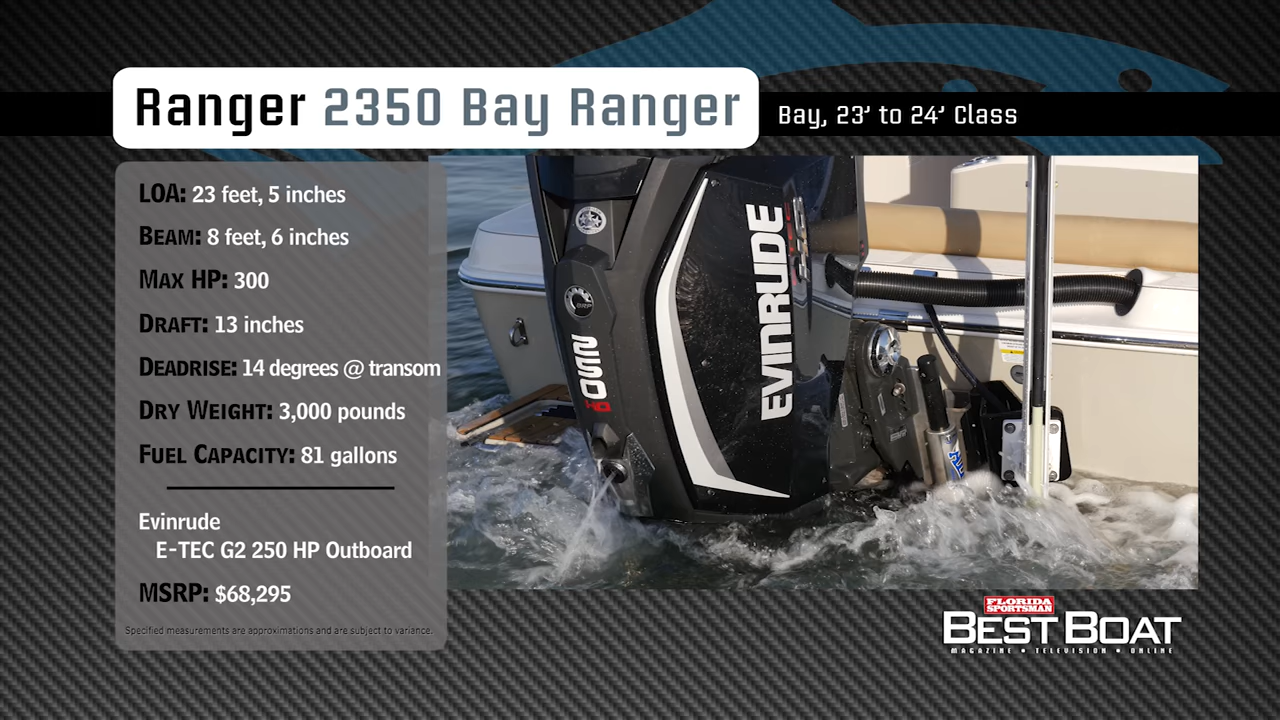 Ranger 2350 Bay Ranger
Bay, 23' to 24' Class
LOA: 23 feet, 5 inches
BEAM: 8 feet, 6 inches
MAX HP: 300
DRAFT: 13 inches
DEADRISE: 14 degrees @ transom
DRY WEIGHT: 3,000 pounds
FUEL CAPACITY: 81 gallons
Evinrude
E-TEC G2 250 HP Outboard
MSRP: $68,295
Specified measurements are approximations and are subject to variance.
EVINRUDE
250
HO
FLORIDA
SPORTSMAN
BEST BOAT
MAGAZINE • TELEVISION • ONLINE